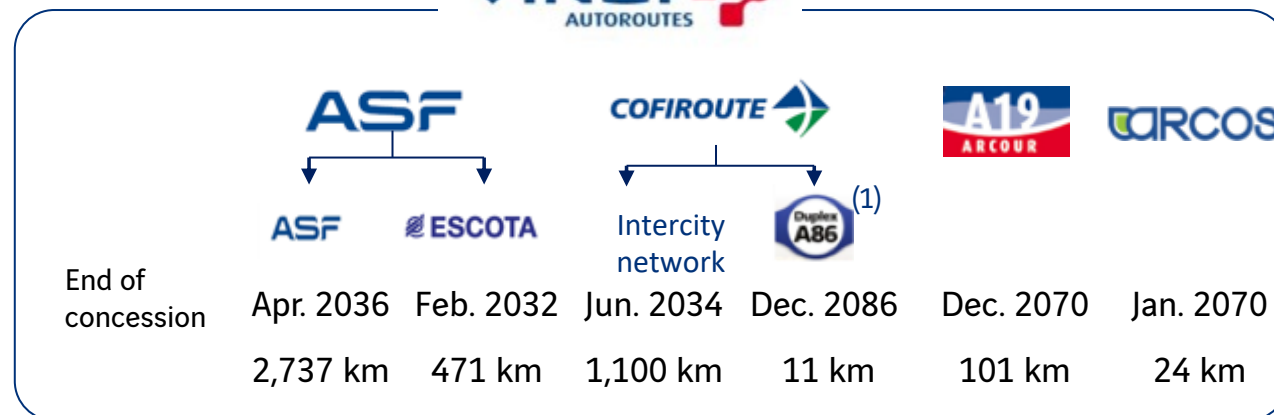 AUTOROUTES
ASF COFIROUTE A19 ARCOS
ARCOUR
ASF ESCOTA Intercity network Duplex A86 (1)
End of concession Apr. 2036 Feb. 2032 Jun. 2034 Dec. 2086 Dec. 2070 Jan. 2070
2,737 km 471 km 1,100 km 11 km 101 km 24 km